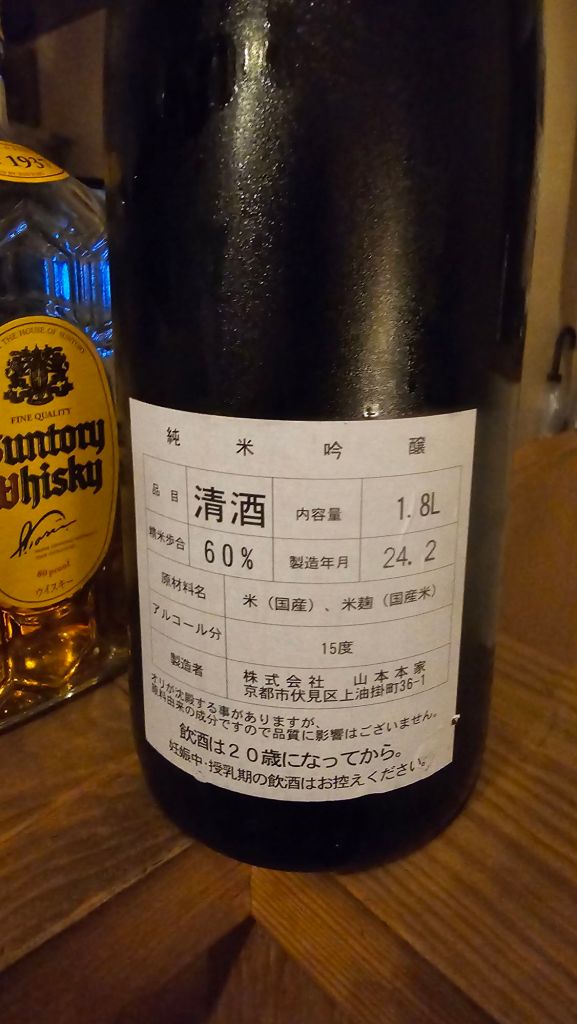 193
THE HOUSE OF SUNTORY
FINE QUALITY
Suntory
Whisky
80 proof
ウイスキー
純米吟醸
品目 清酒 内容量 1.8L
精米歩合 60% 製造年月 24.2
原材料名 米(国産)、米麹(国産米)
アルコール分 15度
製造者 株式会社 山本本家
京都市伏見区上油掛町36-1
オリが沈殿する事がありますが、
原料由来の成分ですので品質に影響はございません。
飲酒は20歳になってから。
妊娠中・授乳期の飲酒はお控えください。